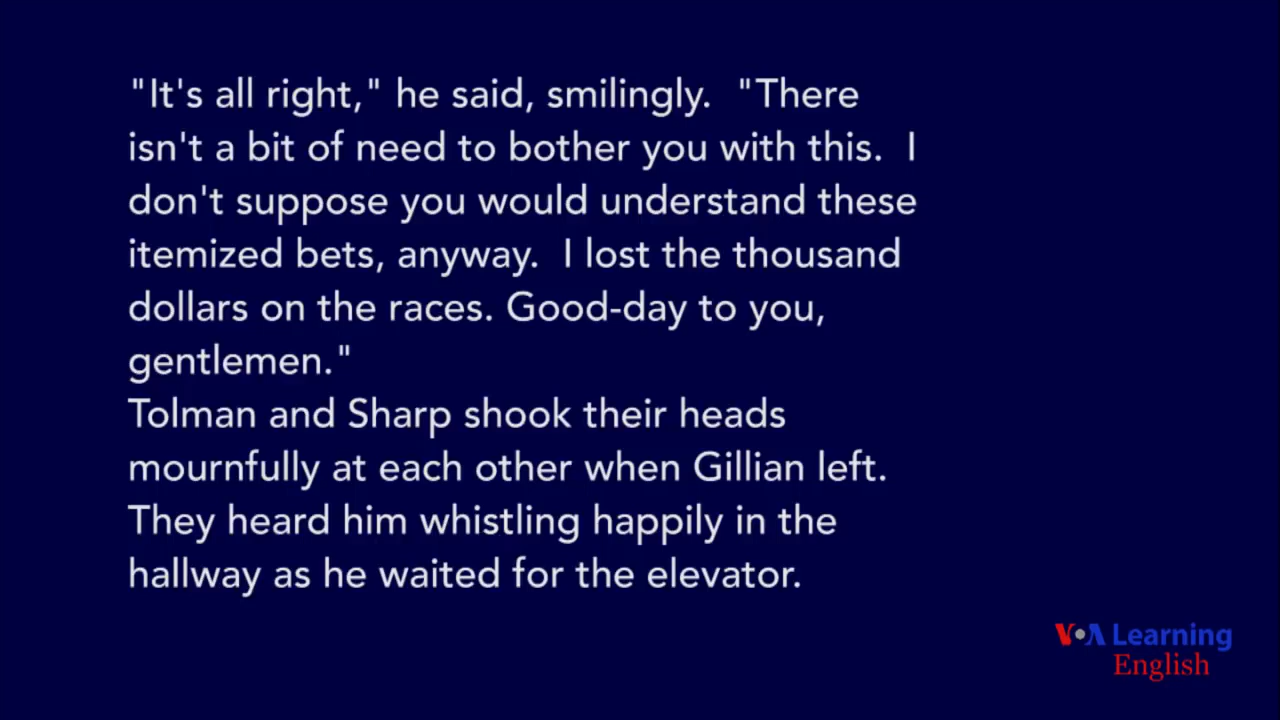 "It's all right," he said, smilingly.  "There
isn't a bit of need to bother you with this.  I
don't suppose you would understand these
itemized bets, anyway.  I lost the thousand
dollars on the races. Good-day to you,
gentlemen."
Tolman and Sharp shook their heads
mournfully at each other when Gillian left.
They heard him whistling happily in the
hallway as he waited for the elevator.
VOA Learning
English